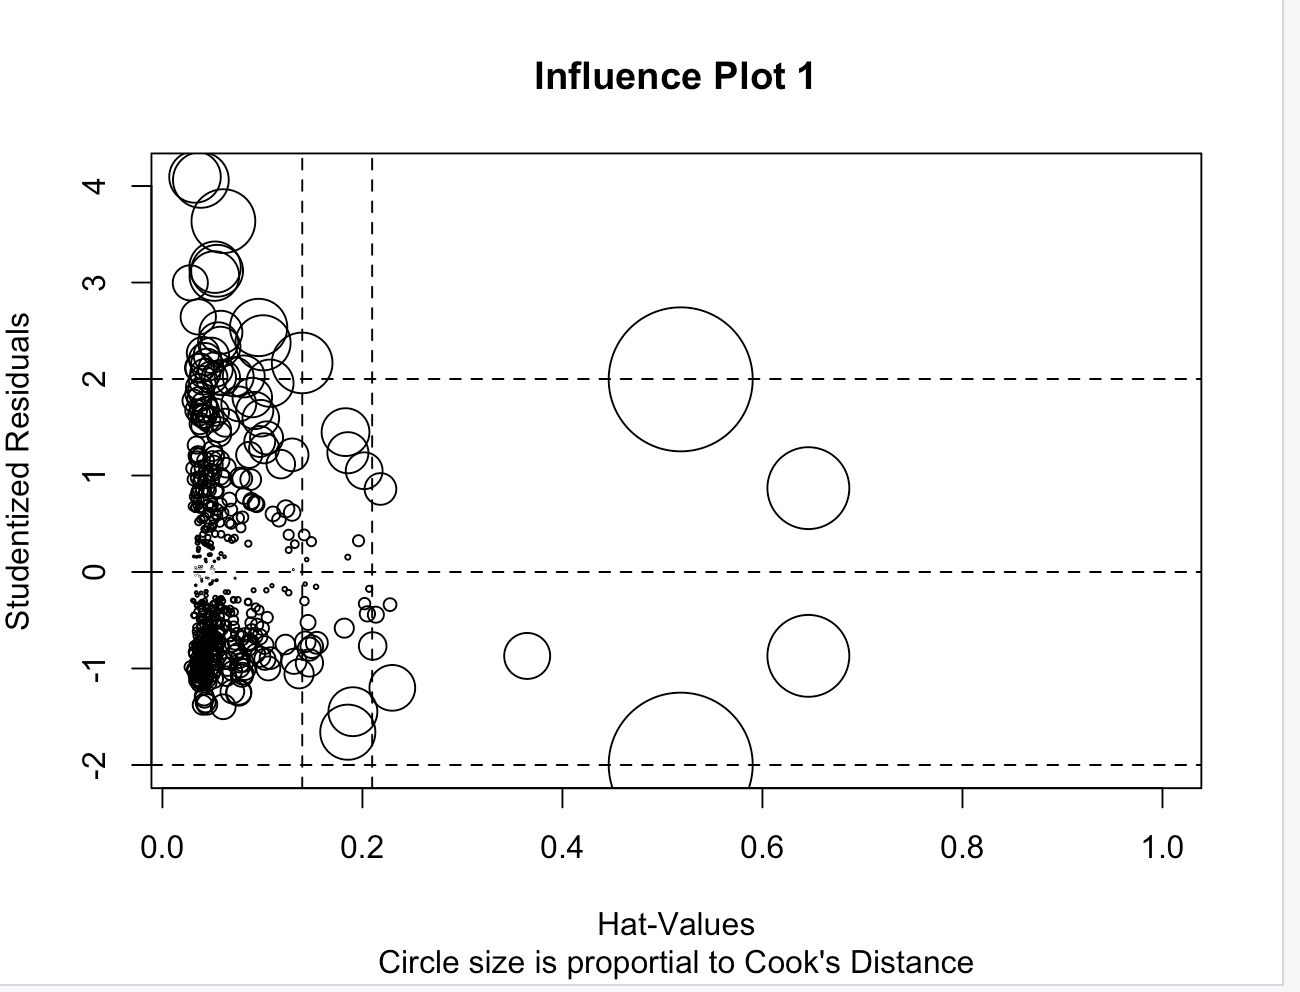 Influence Plot 1
4
3
2
1
0
-1
-2
Studentized Residuals
0.0 0.2 0.4 0.6 0.8 1.0
Hat-Values
Circle size is proportial to Cook's Distance